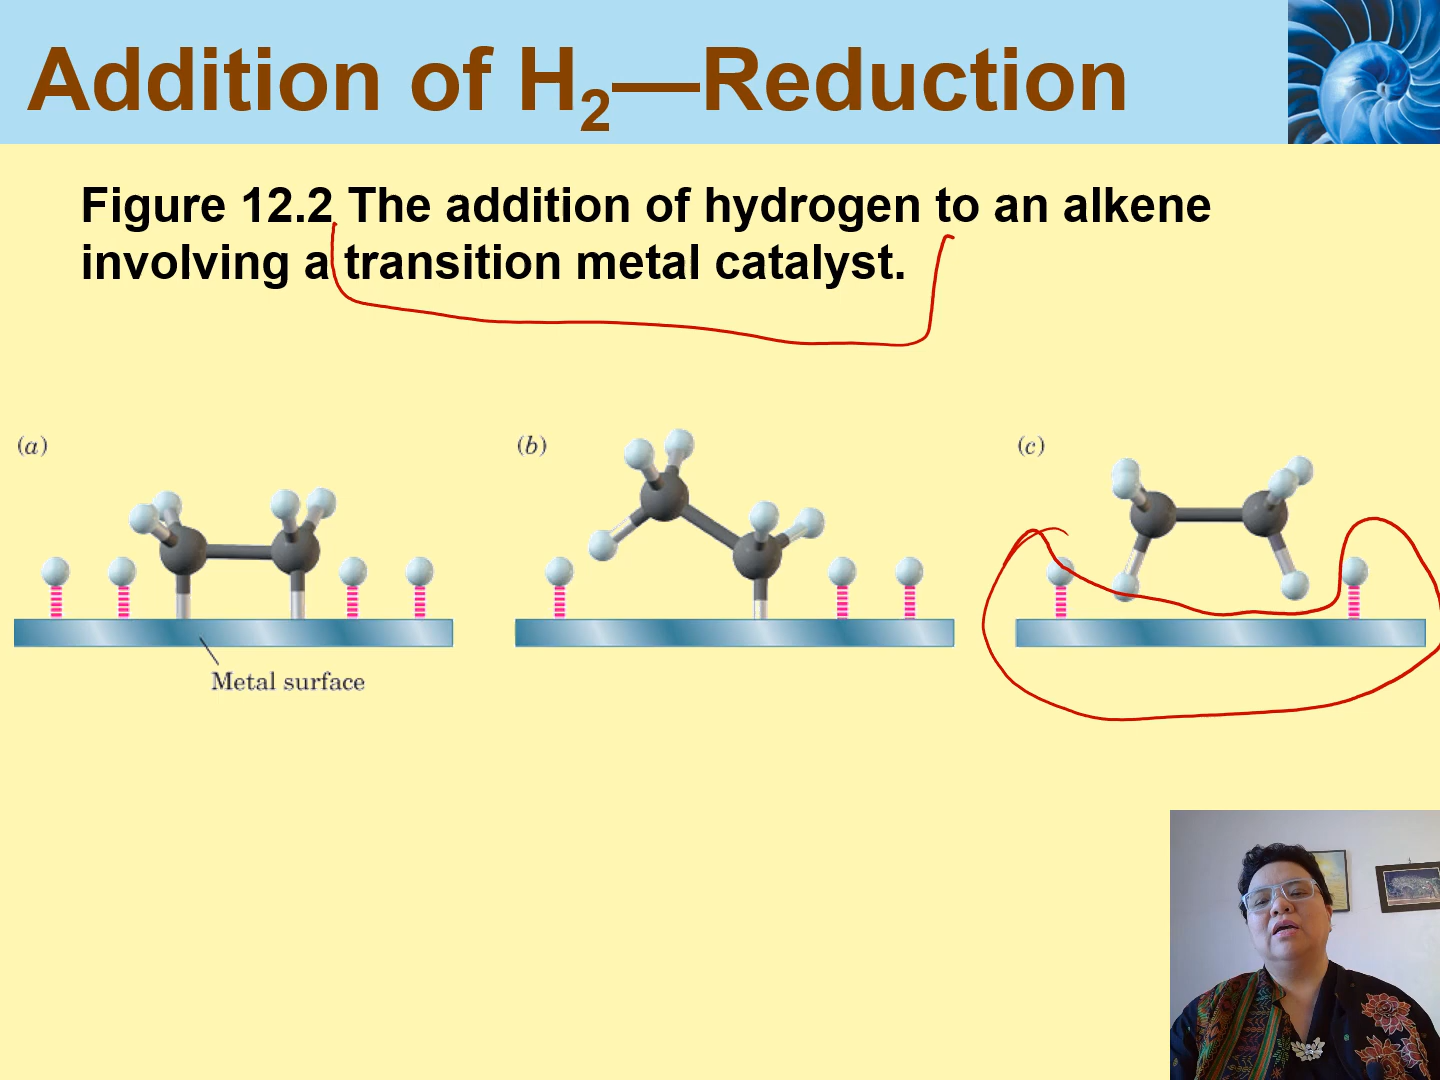 Addition of H2—Reduction
Figure 12.2 The addition of hydrogen to an alkene
involving a transition metal catalyst.
(a)
(b)
(c)
Metal surface